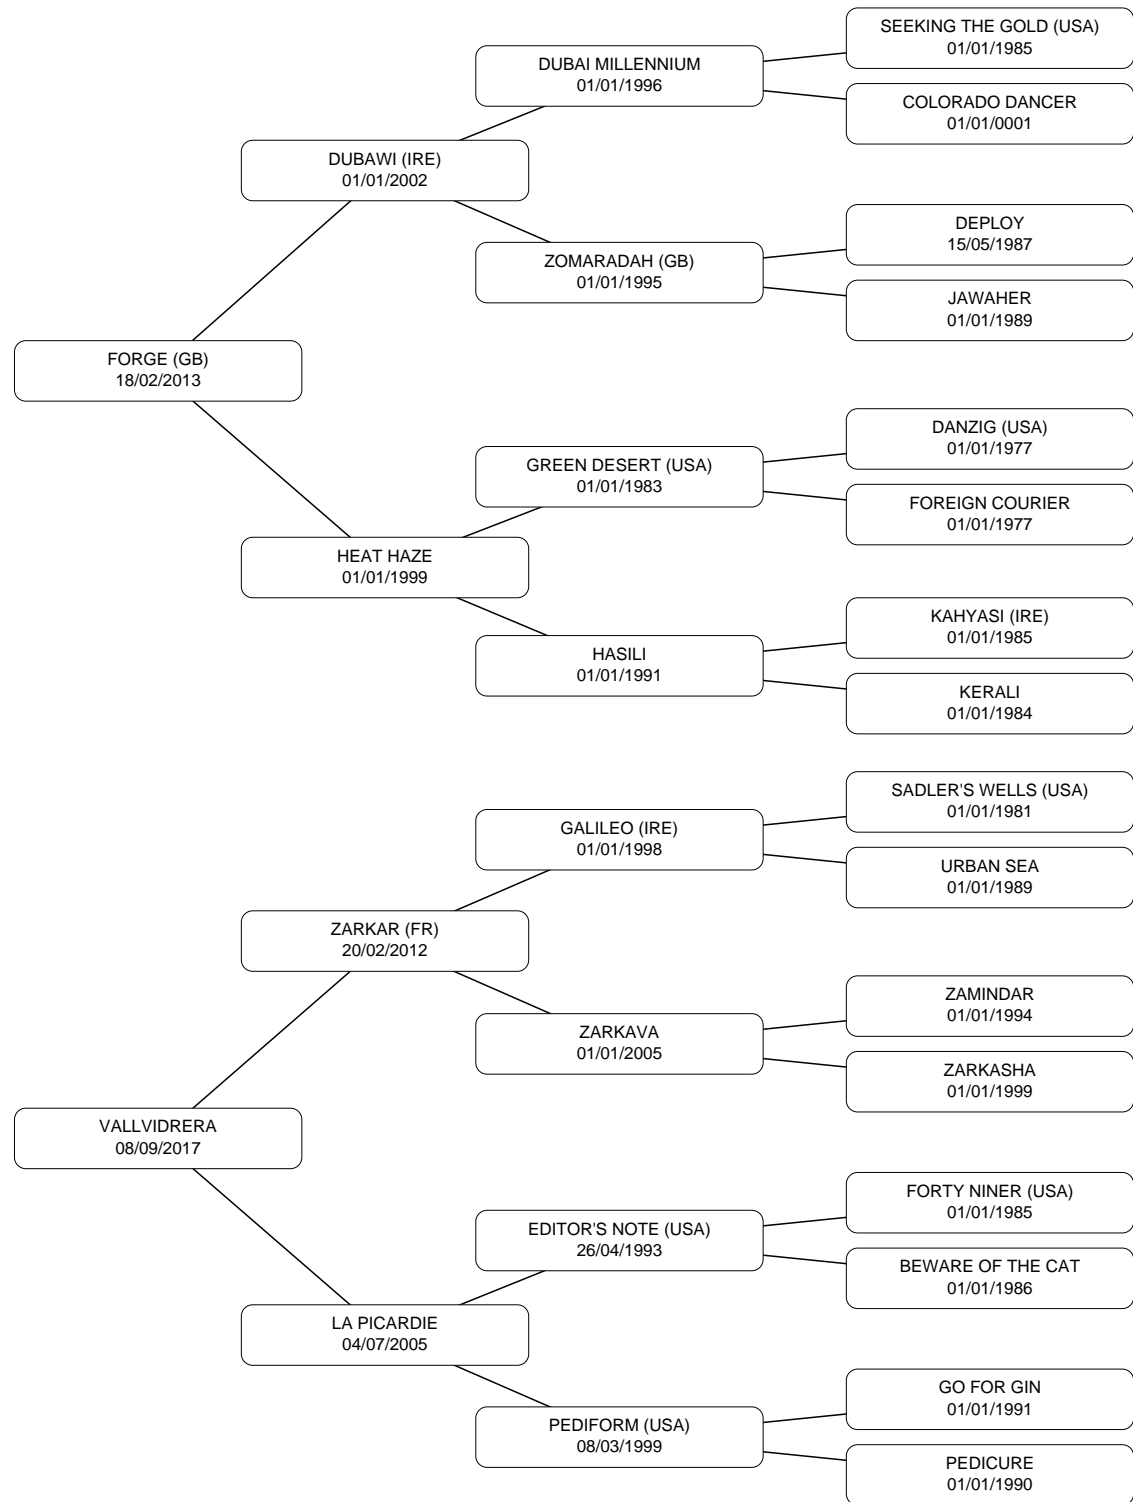 SEEKING THE GOLD (USA)
01/01/1985
DUBAI MILLENNIUM
01/01/1996
COLORADO DANCER
01/01/0001
DUBAWI (IRE)
01/01/2002
DEPLOY
15/05/1987
ZOMARADAH (GB)
01/01/1995
JAWAHER
01/01/1989
FORGE (GB)
18/02/2013
DANZIG (USA)
01/01/1977
GREEN DESERT (USA)
01/01/1983
FOREIGN COURIER
01/01/1977
HEAT HAZE
01/01/1999
KAHYASI (IRE)
01/01/1985
HASILI
01/01/1991
KERALI
01/01/1984
SADLER'S WELLS (USA)
01/01/1981
GALILEO (IRE)
01/01/1998
URBAN SEA
01/01/1989
ZARKAR (FR)
20/02/2012
ZAMINDAR
01/01/1994
ZARKAVA
01/01/2005
ZARKASHA
01/01/1999
VALLVIDRERA
08/09/2017
FORTY NINER (USA)
01/01/1985
EDITOR'S NOTE (USA)
26/04/1993
BEWARE OF THE CAT
01/01/1986
LA PICARDIE
04/07/2005
GO FOR GIN
01/01/1991
PEDIFORM (USA)
08/03/1999
PEDICURE
01/01/1990